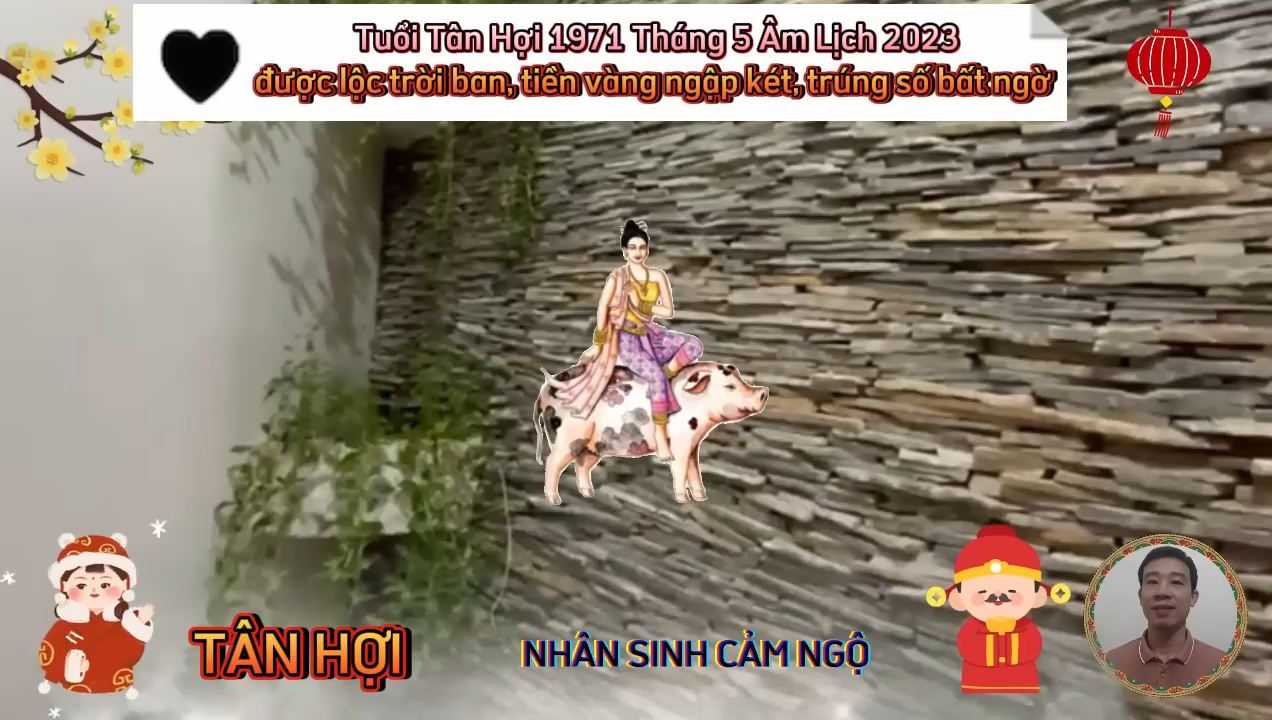 Tuổi Tân Hợi 1971 Tháng 5 Âm Lịch 2023
được lộc trời ban, tiền vàng ngập két, trúng số bất ngờ
TÂN HỢI
NHÂN SINH CẢM NGỘ